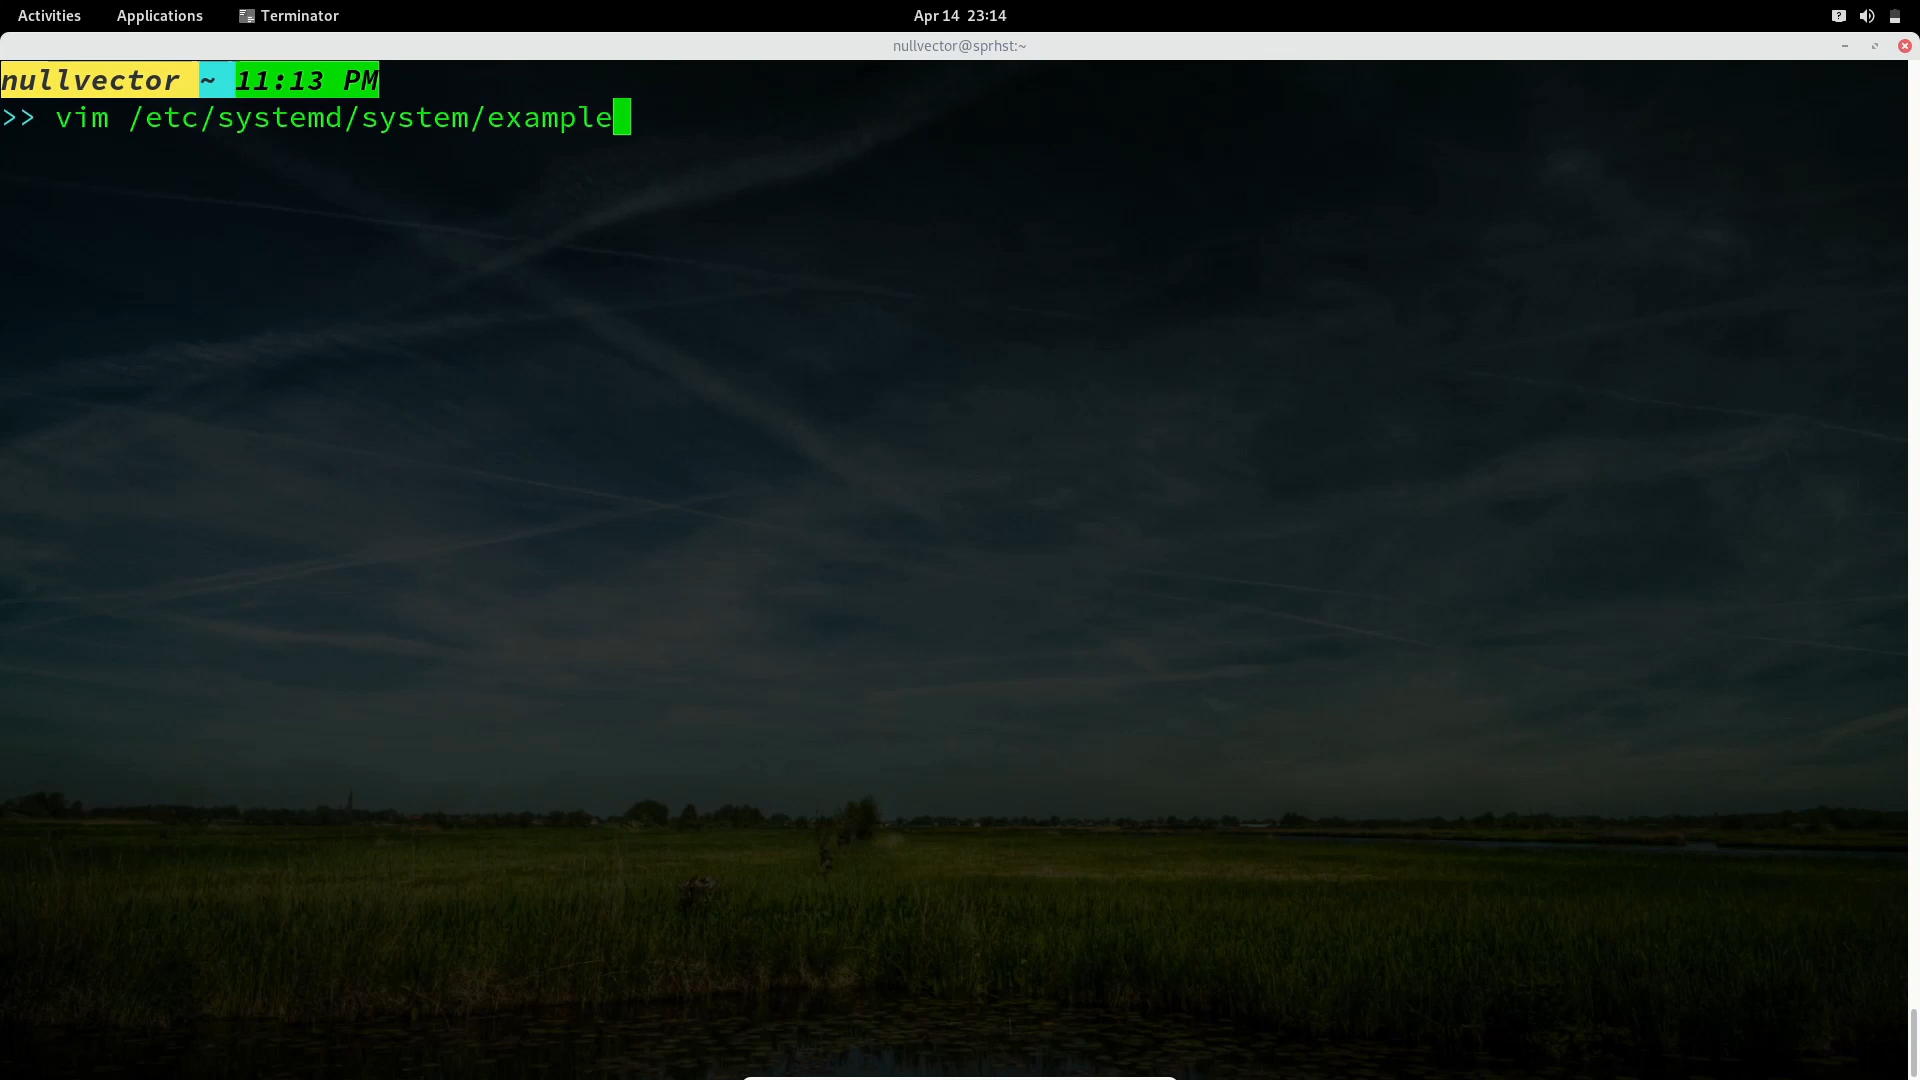 Activities Applications Terminator Apr 14 23:14
nullvector@sprhst:~
nullvector ~ 11:13 PM
>> vim /etc/systemd/system/example